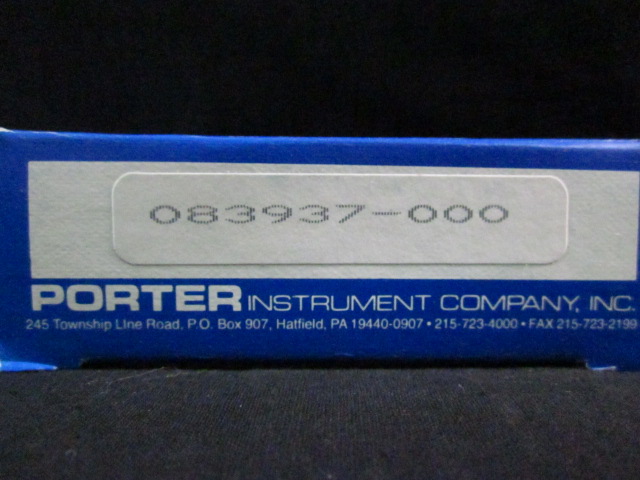 083937-000
PORTER INSTRUMENT COMPANY, INC.
245 Township Line Road, P.O. Box 907, Hatfield, PA 19440-0907 • 215-723-4000 • FAX 215-723-2198